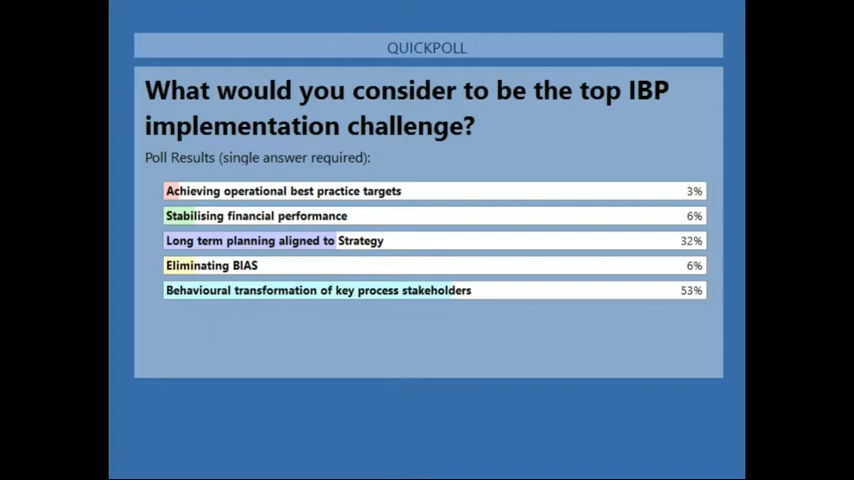 QUICKPOLL
What would you consider to be the top IBP
implementation challenge?
Poll Results (single answer required):
Achieving operational best practice targets 3%
Stabilising financial performance 6%
Long term planning aligned to Strategy 32%
Eliminating BIAS 6%
Behavioural transformation of key process stakeholders 53%